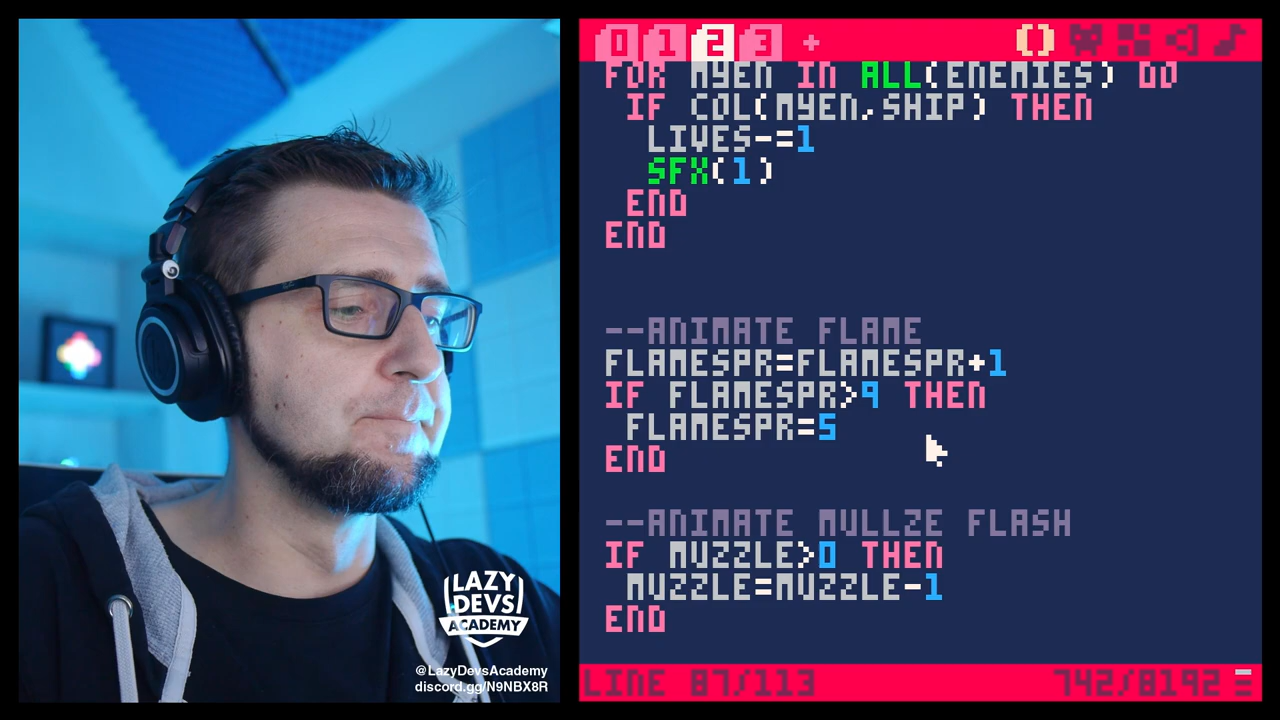 LAZY
DEVS
ACADEMY
@LazyDevsAcademy
discord.gg/N9NBX8R
0 1 2 3 +
FOR MYEN IN ALL(ENEMIES) DO
IF COL(MYEN,SHIP) THEN
LIVES-=1
SFX(1)
END
END
--ANIMATE FLAME
FLAMESPR=FLAMESPR+1
IF FLAMESPR>9 THEN
FLAMESPR=5
END
--ANIMATE MULLZE FLASH
IF MUZZLE>0 THEN
MUZZLE=MUZZLE-1
END
LINE 87/113
742/8192